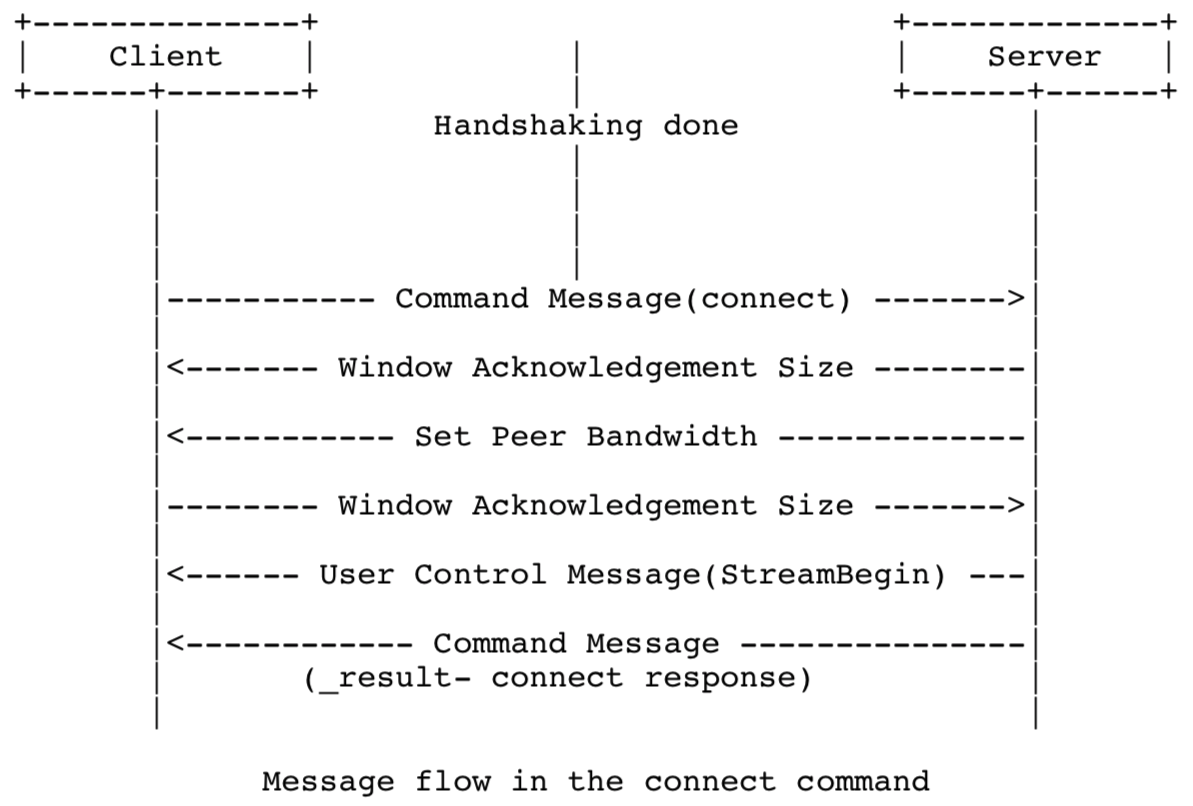 Client Server
Handshaking done
Command Message(connect)
Window Acknowledgement Size
Set Peer Bandwidth
Window Acknowledgement Size
User Control Message(StreamBegin)
Command Message
(_result- connect response)
Message flow in the connect command